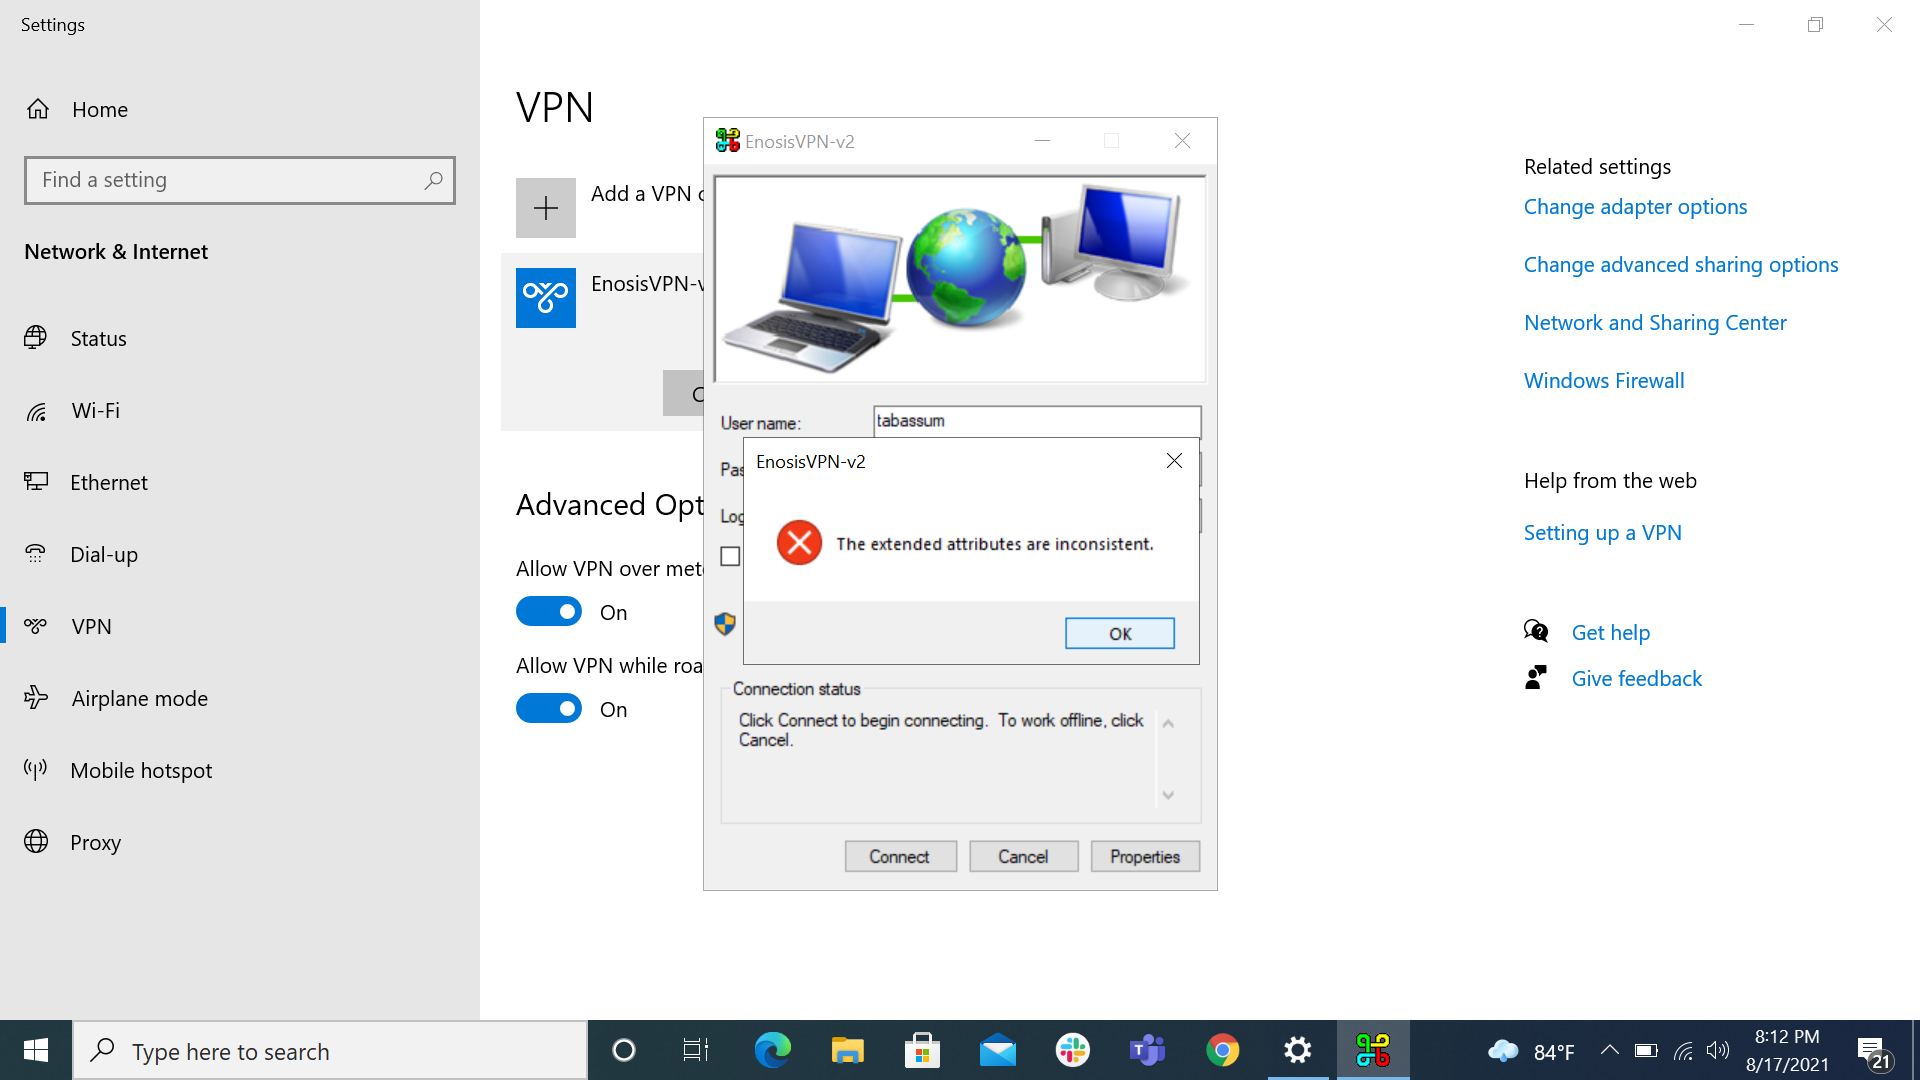 Settings
Home
Find a setting
Network & Internet
Status
Wi-Fi
Ethernet
Dial-up
VPN
Airplane mode
Mobile hotspot
Proxy
VPN
Add a VPN c
EnosisVPN-v
C
Advanced Opt
Allow VPN over mete
On
Allow VPN while roa
On
EnosisVPN-v2
User name:
tabassum
Pas
Log
EnosisVPN-v2
The extended attributes are inconsistent.
OK
Connection status
Click Connect to begin connecting.  To work offline, click
Cancel.
Connect
Cancel
Properties
Related settings
Change adapter options
Change advanced sharing options
Network and Sharing Center
Windows Firewall
Help from the web
Setting up a VPN
Get help
Give feedback
Type here to search
84°F
8:12 PM
8/17/2021
21